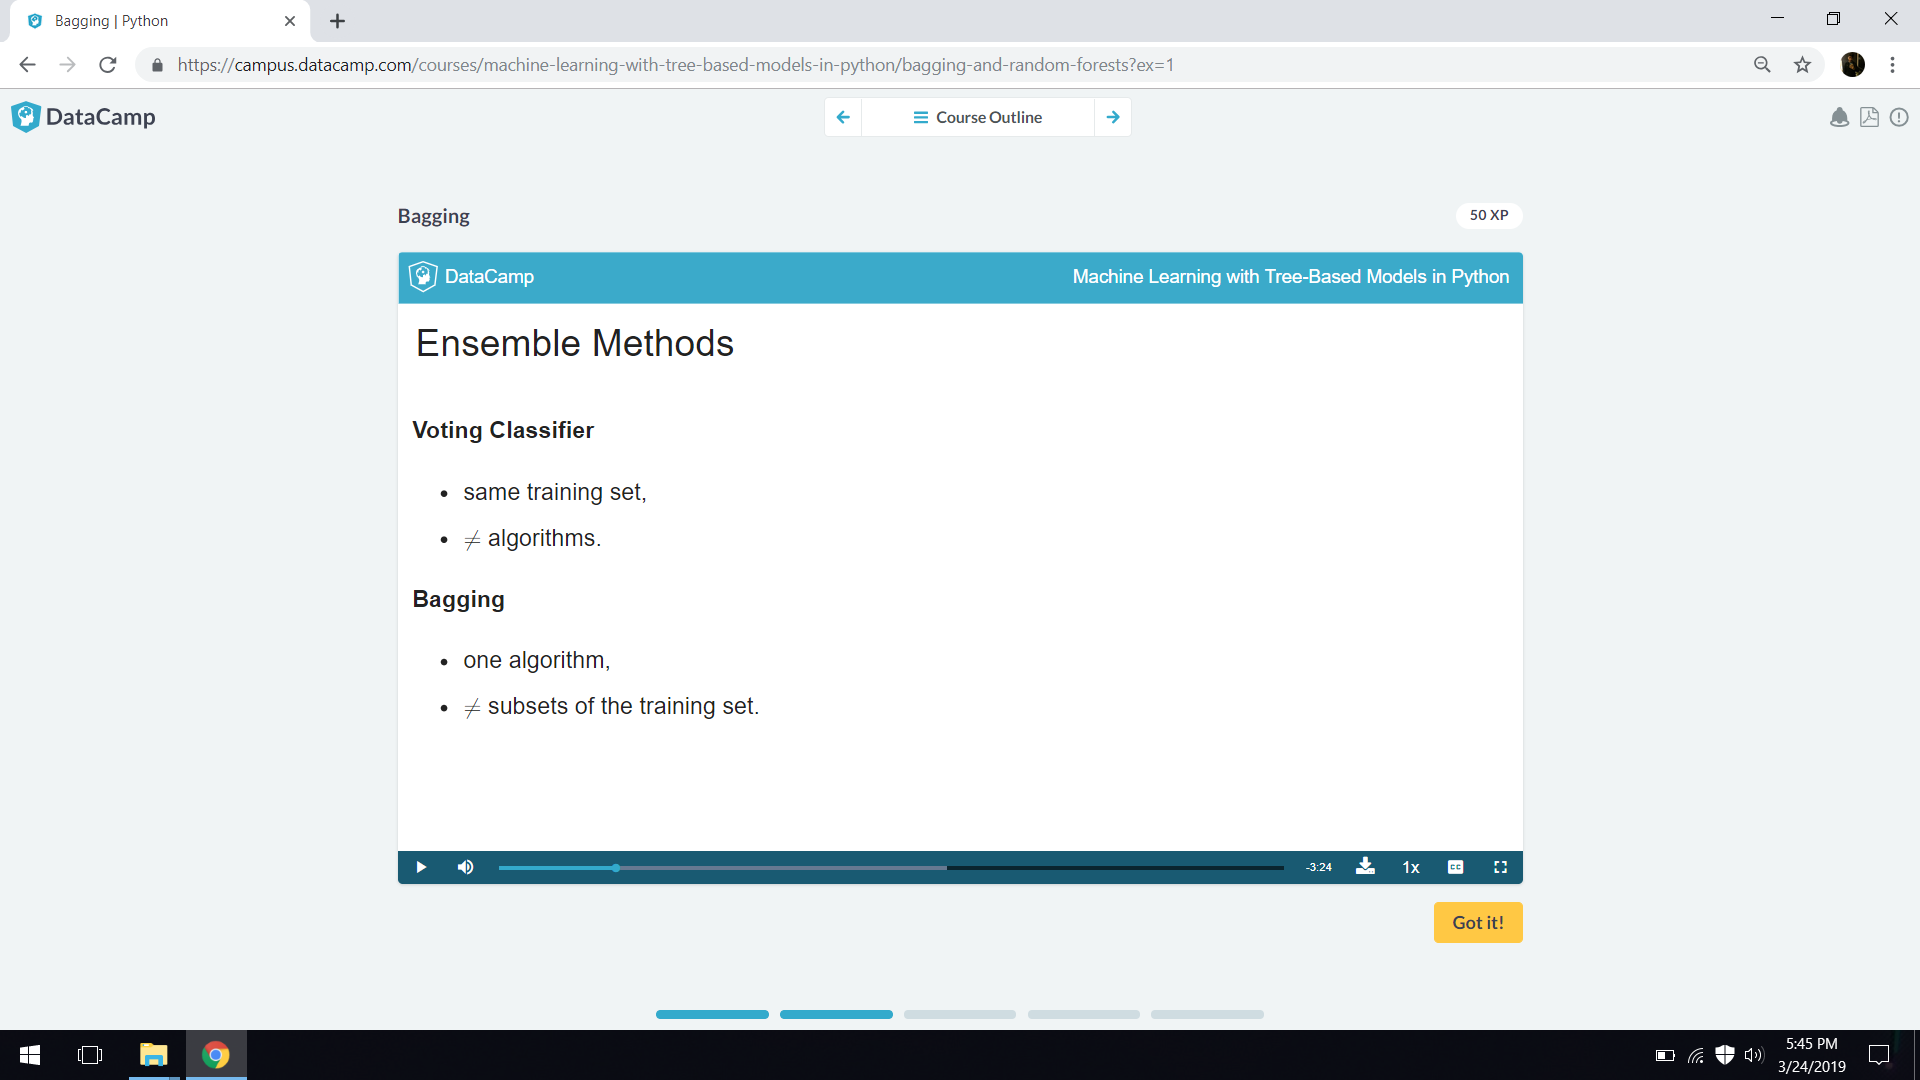 Bagging | Python
https://campus.datacamp.com/courses/machine-learning-with-tree-based-models-in-python/bagging-and-random-forests?ex=1
DataCamp
Course Outline
Bagging
50 XP
DataCamp
Machine Learning with Tree-Based Models in Python
Ensemble Methods
Voting Classifier
• same training set,
• ≠ algorithms.
Bagging
• one algorithm,
• ≠ subsets of the training set.
-3:24
1x
CC
Got it!
5:45 PM
3/24/2019